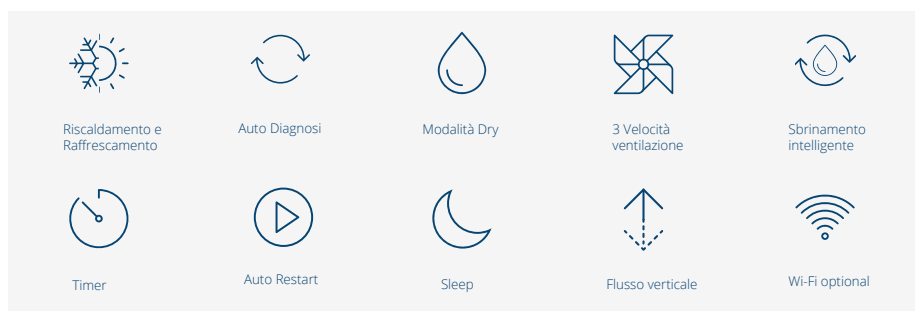 Riscaldamento e
Raffrescamento
Auto Diagnosi
Modalità Dry
3 Velocità
ventilazione
Sbrinamento
intelligente
Timer
Auto Restart
Sleep
Flusso verticale
Wi-Fi optional